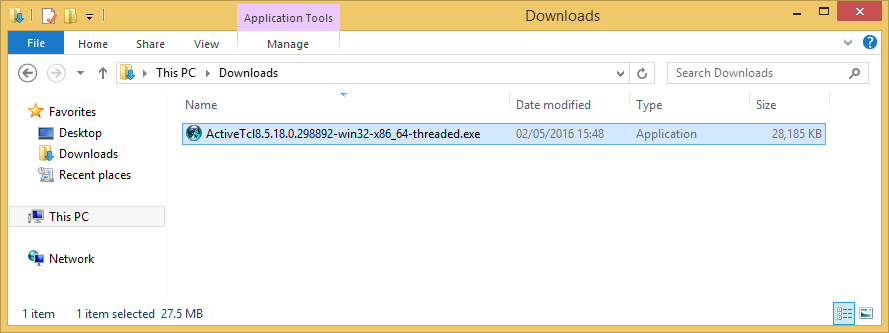 Application Tools
Downloads
File Home Share View Manage
This PC Downloads Search Downloads
Favorites
Desktop
Downloads
Recent places
This PC
Network
Name Date modified Type Size
ActiveTcl8.5.18.0.298892-win32-x86_64-threaded.exe 02/05/2016 15:48 Application 28,185 KB
1 item 1 item selected 27.5 MB